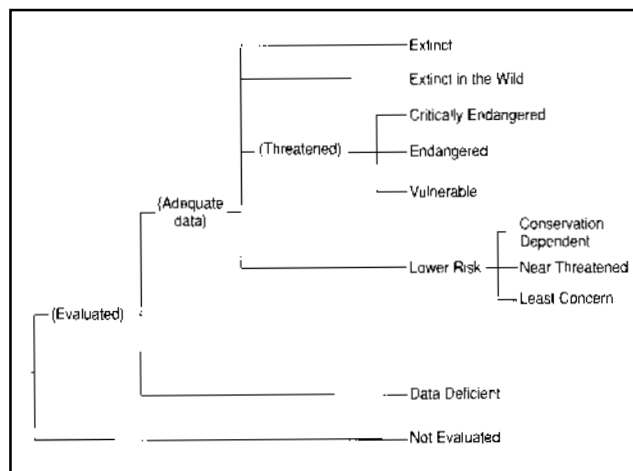 Extinct
Extinct in the Wild
Critically Endangered
(Threatened)
Endangered
Vulnerable
(Adequate
data)
Conservation
Dependent
Lower Risk
Near Threatened
Least Concern
(Evaluated)
Data Deficient
Not Evaluated